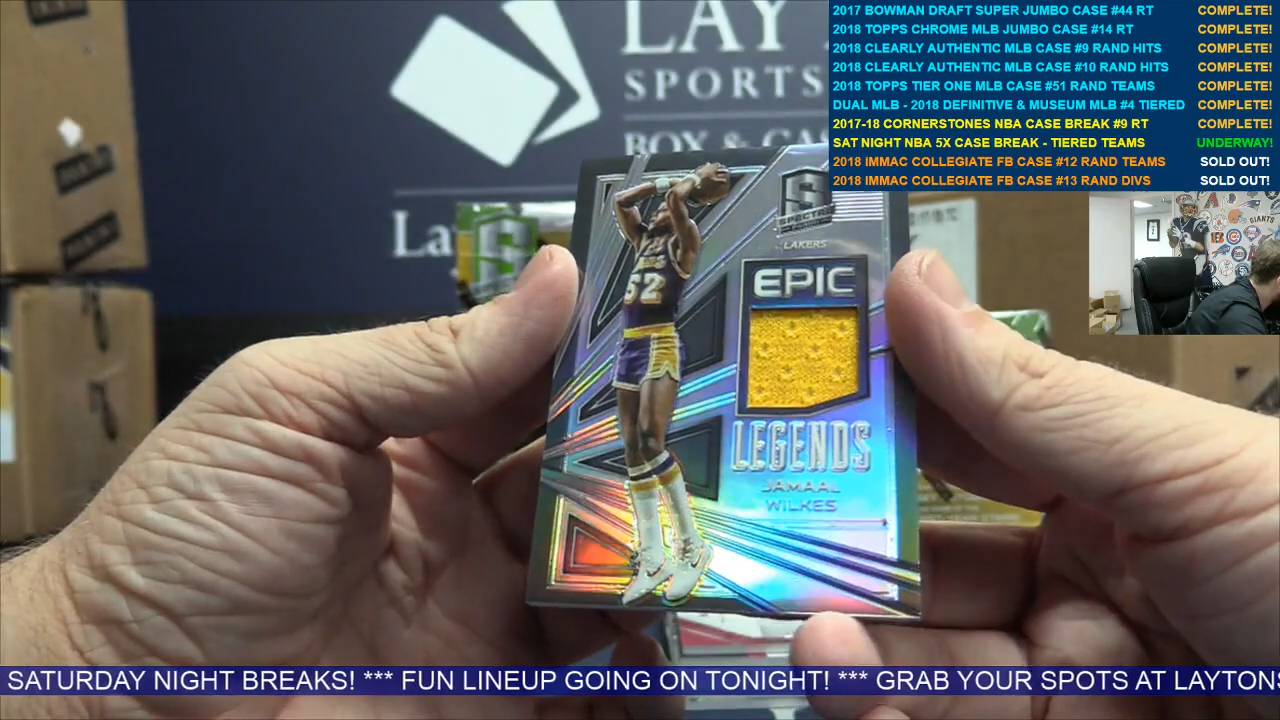 2017 BOWMAN DRAFT SUPER JUMBO CASE #44 RT COMPLETE!
2018 TOPPS CHROME MLB JUMBO CASE #14 RT COMPLETE!
2018 CLEARLY AUTHENTIC MLB CASE #9 RAND HITS COMPLETE!
2018 CLEARLY AUTHENTIC MLB CASE #10 RAND HITS COMPLETE!
2018 TOPPS TIER ONE MLB CASE #51 RAND TEAMS COMPLETE!
DUAL MLB - 2018 DEFINITIVE & MUSEUM MLB #4 TIERED COMPLETE!
2017-18 CORNERSTONES NBA CASE BREAK #9 RT COMPLETE!
SAT NIGHT NBA 5X CASE BREAK - TIERED TEAMS UNDERWAY!
2018 IMMAC COLLEGIATE FB CASE #12 RAND TEAMS SOLD OUT!
2018 IMMAC COLLEGIATE FB CASE #13 RAND DIVS SOLD OUT!
LAY
SPORTS
BOX & CA
La
S
SPECTRA
LAKERS
EPIC
LEGENDS
JAMAAL
WILKES
52
GIANTS
SATURDAY NIGHT BREAKS! *** FUN LINEUP GOING ON TONIGHT! *** GRAB YOUR SPOTS AT LAYTONS